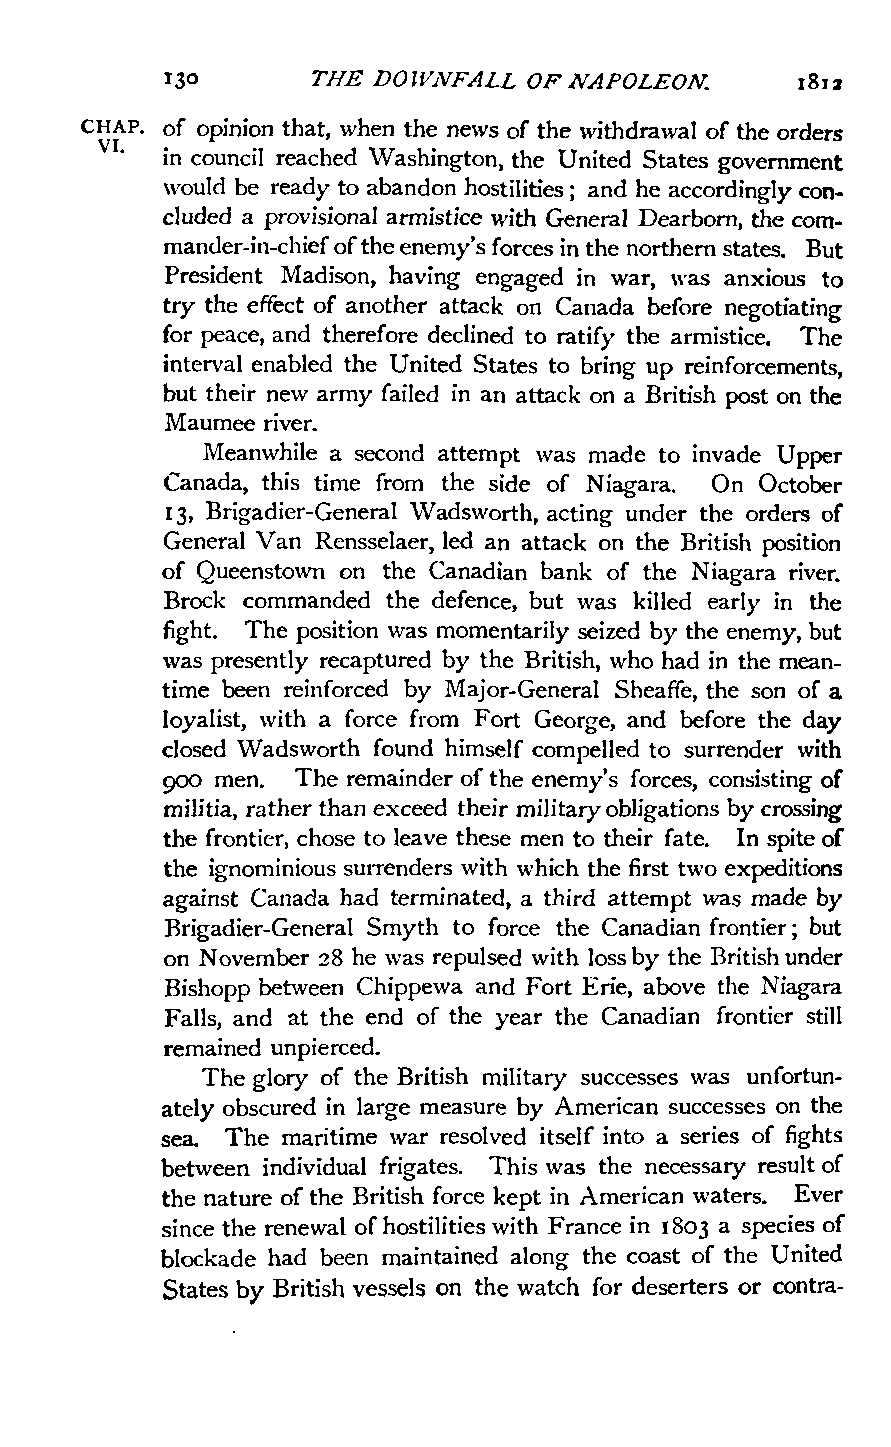 130 THE DOWNFALL OF NAPOLEON. 1812
CHAP. VI.
of opinion that, when the news of the withdrawal of the orders
in council reached Washington, the United States government
would be ready to abandon hostilities ; and he accordingly con-
cluded a provisional armistice with General Dearborn, the com-
mander-in-chief of the enemy's forces in the northern states. But
President Madison, having engaged in war, was anxious to
try the effect of another attack on Canada before negotiating
for peace, and therefore declined to ratify the armistice. The
interval enabled the United States to bring up reinforcements,
but their new army failed in an attack on a British post on the
Maumee river.
Meanwhile a second attempt was made to invade Upper
Canada, this time from the side of Niagara. On October
13, Brigadier-General Wadsworth, acting under the orders of
General Van Rensselaer, led an attack on the British position
of Queenstown on the Canadian bank of the Niagara river.
Brock commanded the defence, but was killed early in the
fight. The position was momentarily seized by the enemy, but
was presently recaptured by the British, who had in the mean-
time been reinforced by Major-General Sheaffe, the son of a
loyalist, with a force from Fort George, and before the day
closed Wadsworth found himself compelled to surrender with
900 men. The remainder of the enemy's forces, consisting of
militia, rather than exceed their military obligations by crossing
the frontier, chose to leave these men to their fate. In spite of
the ignominious surrenders with which the first two expeditions
against Canada had terminated, a third attempt was made by
Brigadier-General Smyth to force the Canadian frontier ; but
on November 28 he was repulsed with loss by the British under
Bishopp between Chippewa and Fort Erie, above the Niagara
Falls, and at the end of the year the Canadian frontier still
remained unpierced.
The glory of the British military successes was unfortun-
ately obscured in large measure by American successes on the
sea. The maritime war resolved itself into a series of fights
between individual frigates. This was the necessary result of
the nature of the British force kept in American waters. Ever
since the renewal of hostilities with France in 1803 a species of
blockade had been maintained along the coast of the United
States by British vessels on the watch for deserters or contra-